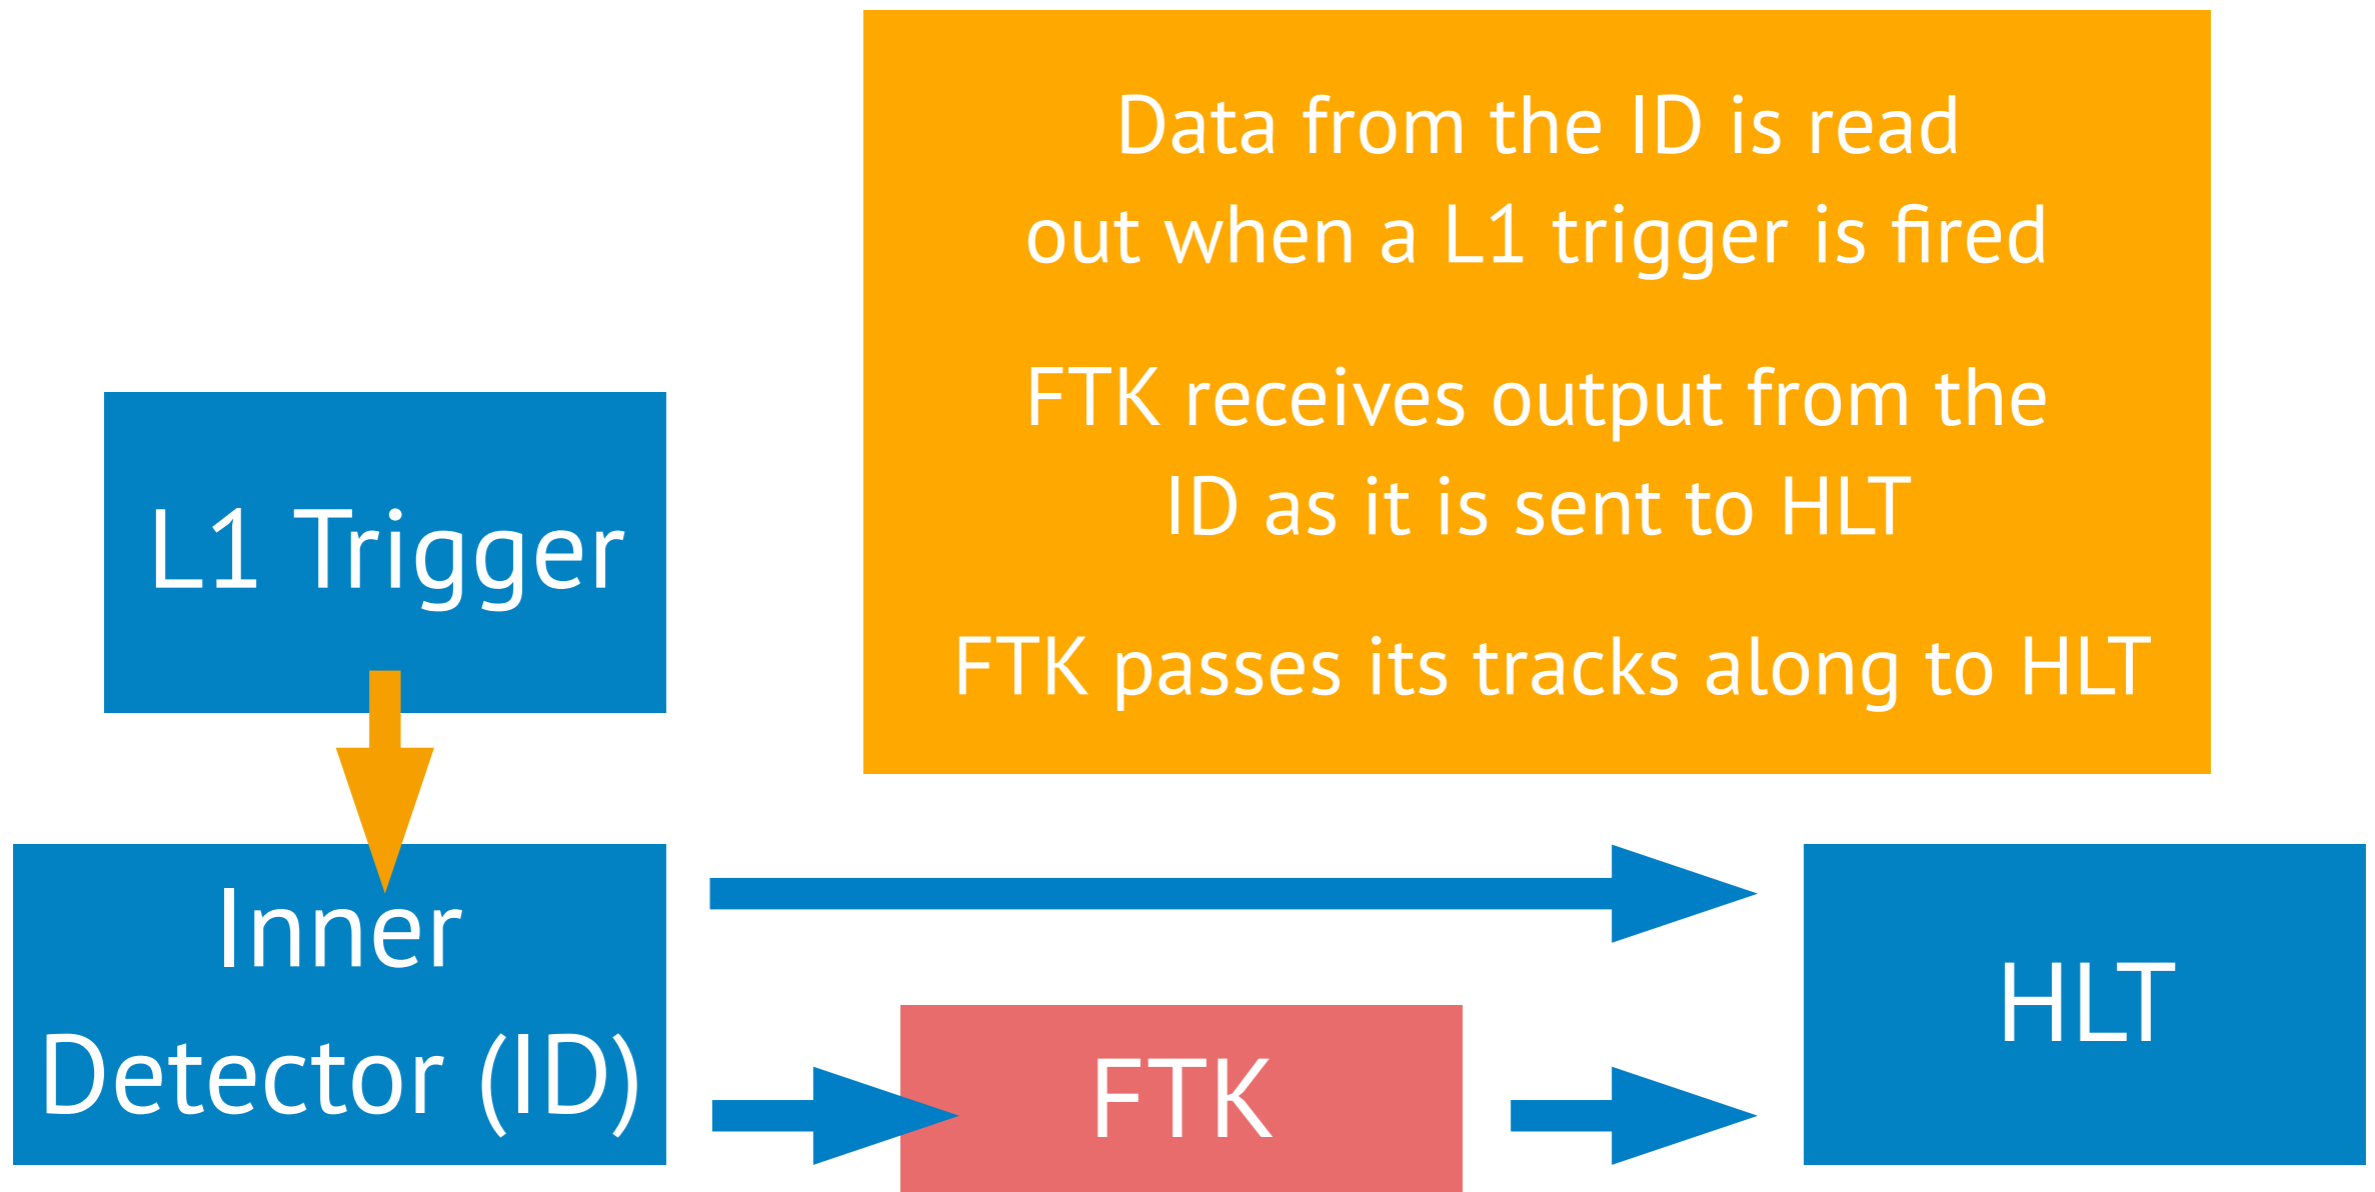 Data from the ID is read
out when a L1 trigger is fired
FTK receives output from the
ID as it is sent to HLT
FTK passes its tracks along to HLT
L1 Trigger
Inner
Detector (ID)
FTK
HLT